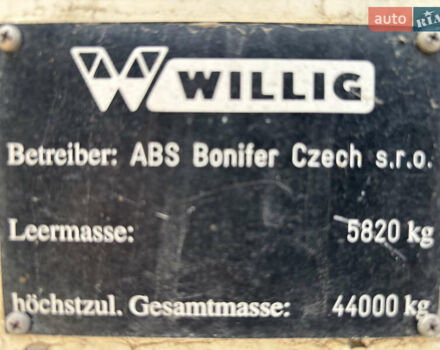 auto RIA
WILLIG
Betreiber: ABS Bonifer Czech s.r.o.
Leermasse: 5820 kg
höchstzul. Gesamtmasse: 44000 kg